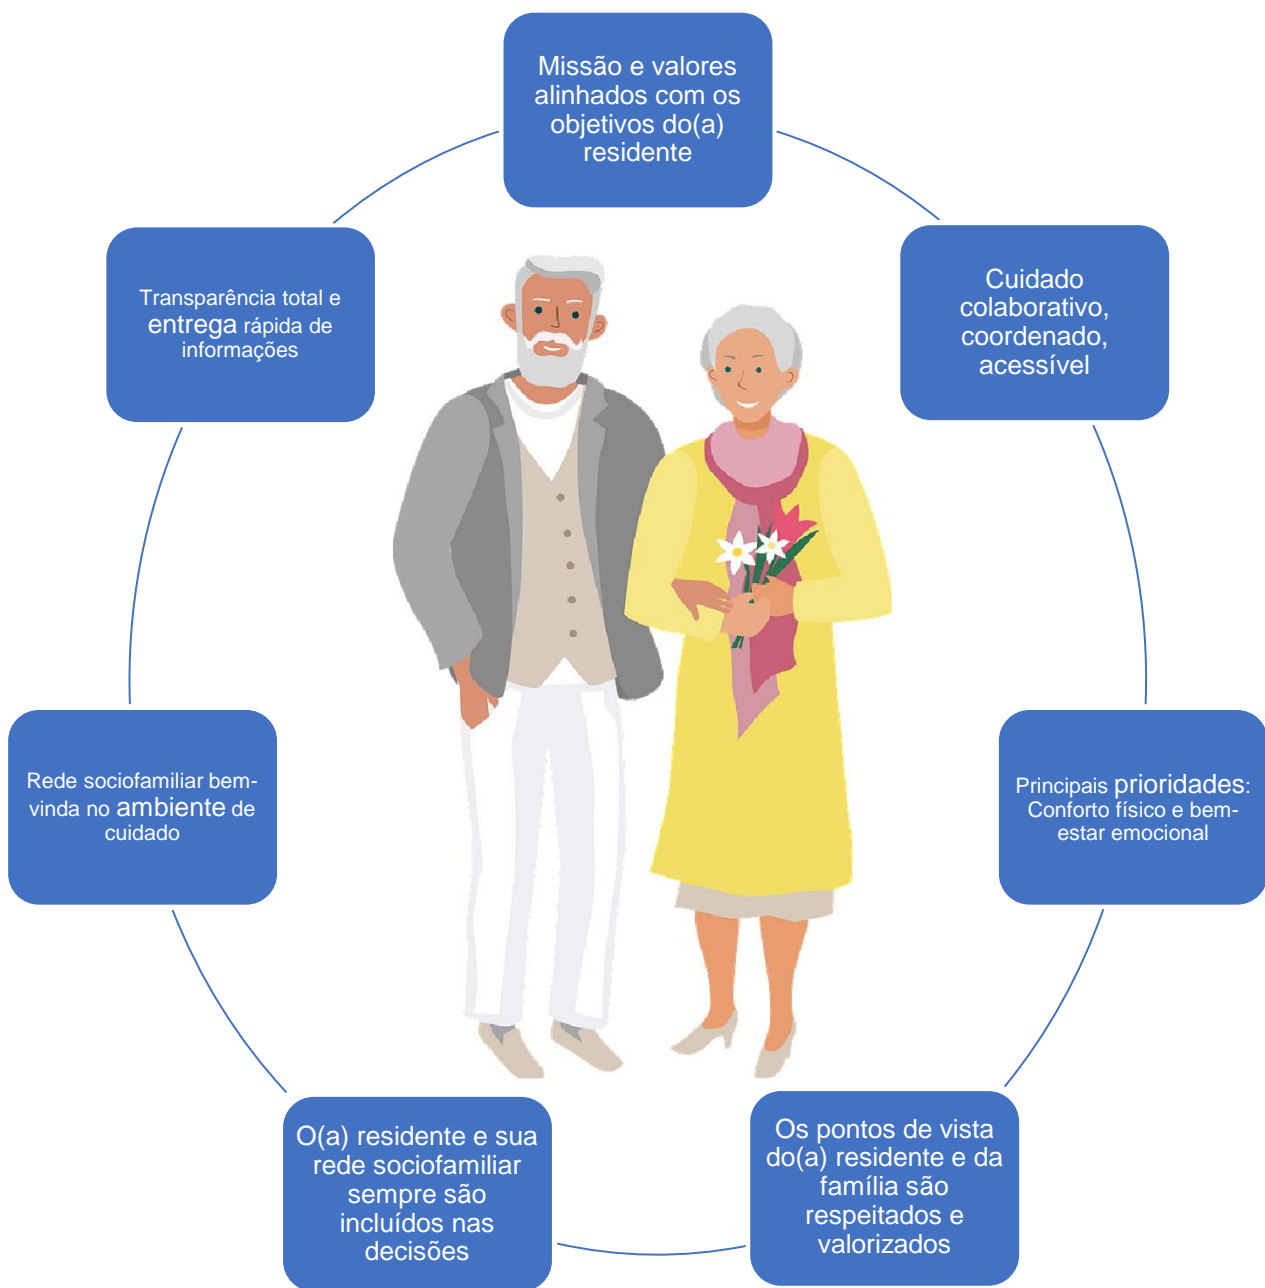 Missão e valores
alinhados com os
objetivos do(a)
residente
Cuidado
colaborativo,
coordenado,
acessível
Principais prioridades:
Conforto físico e bem-
estar emocional
Os pontos de vista
do(a) residente e da
família são
respeitados e
valorizados
O(a) residente e sua
rede sociofamiliar
sempre são
incluídos nas
decisões
Rede sociofamiliar bem-
vinda no ambiente de
cuidado
Transparência total e
entrega rápida de
informações